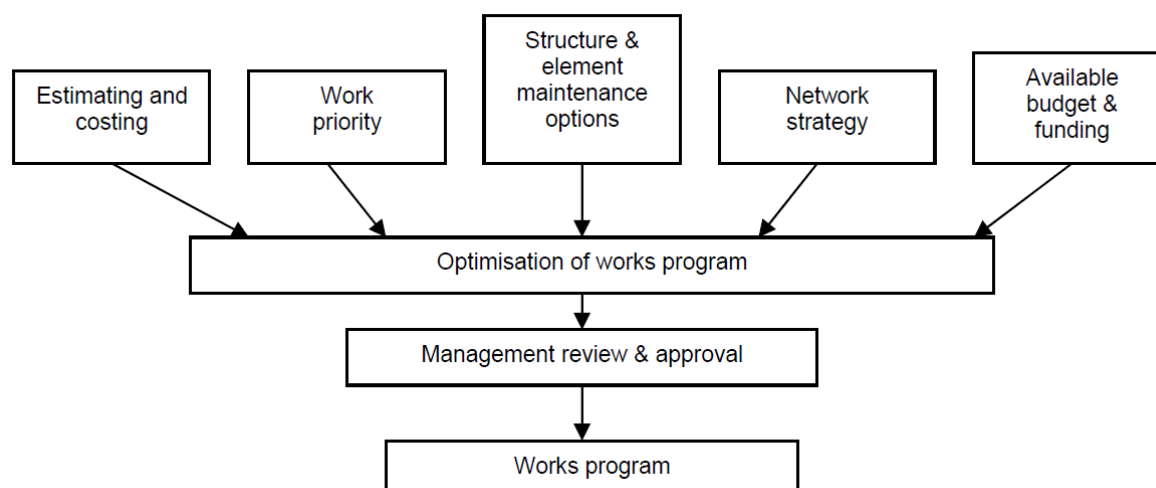 Estimating and
costing
Work
priority
Structure &
element
maintenance
options
Network
strategy
Available
budget &
funding
Optimisation of works program
Management review & approval
Works program